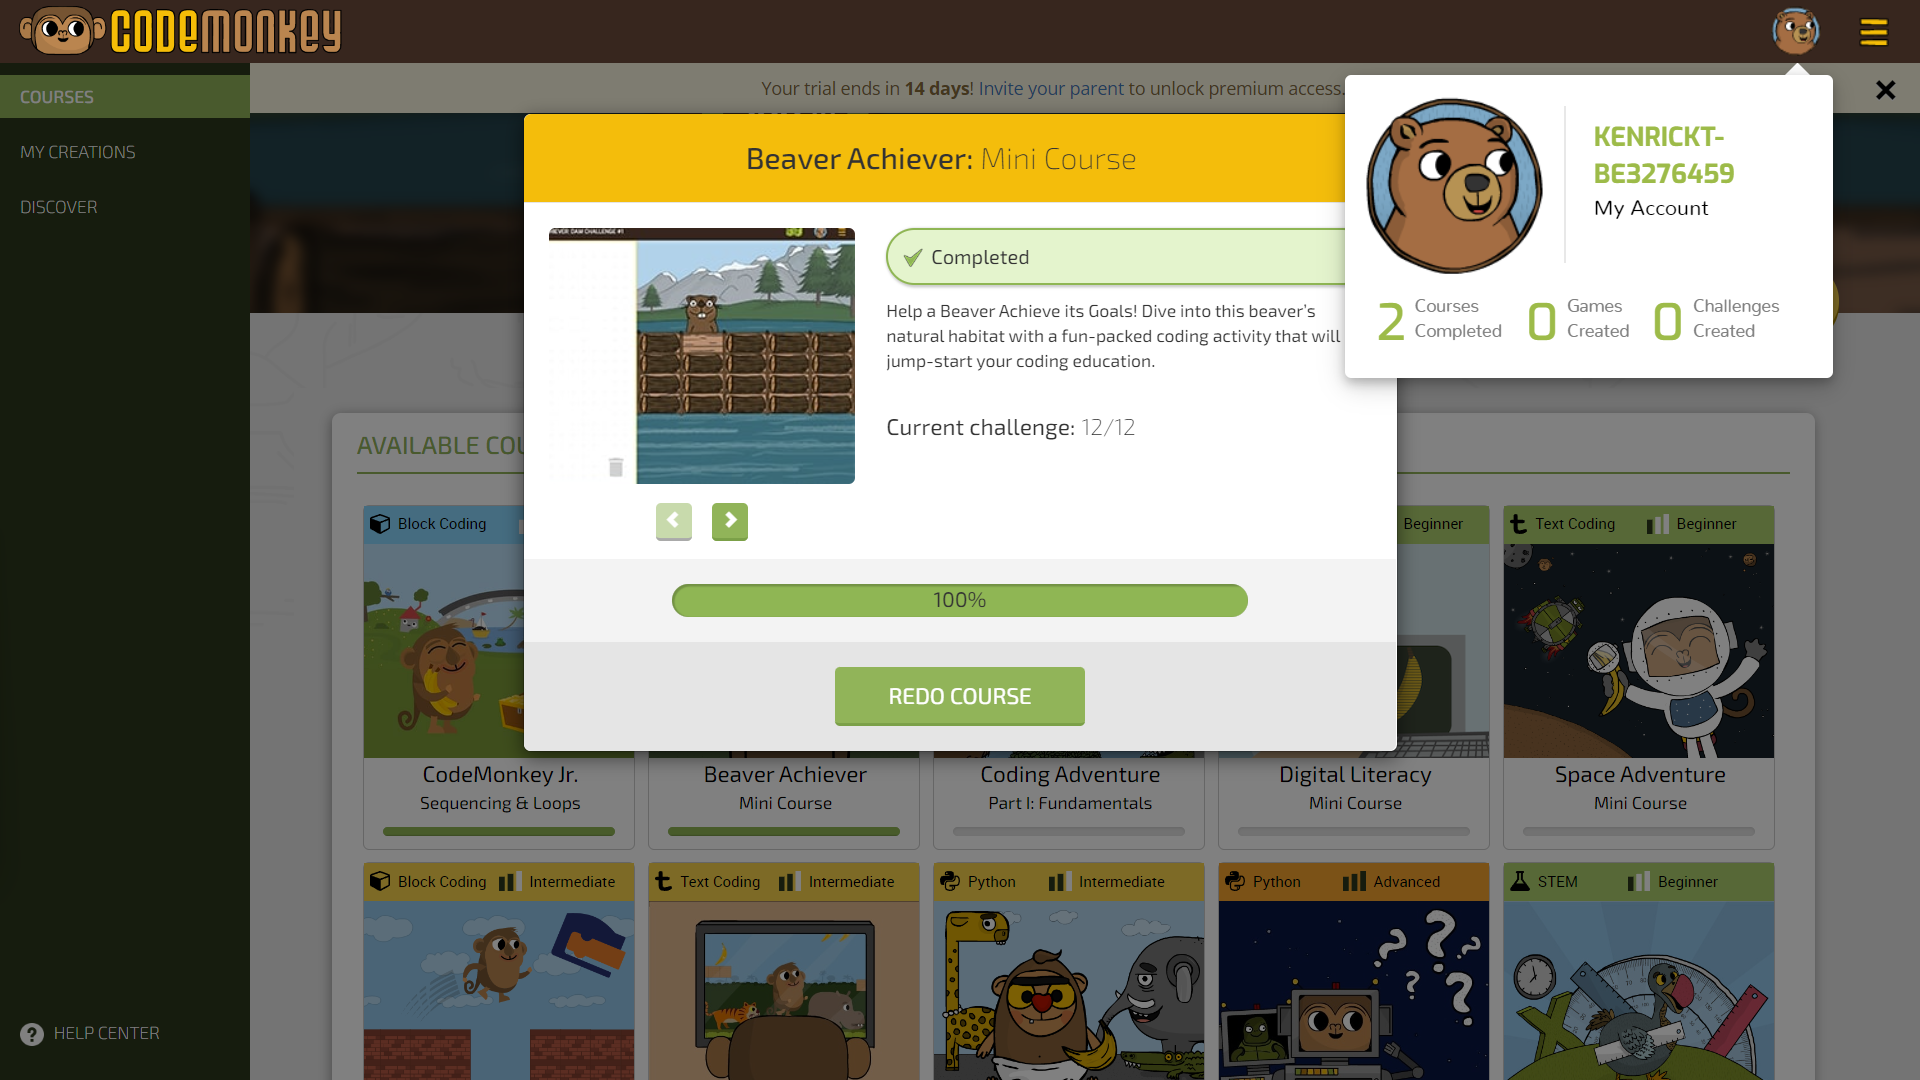 CODEMONKEY
COURSES
MY CREATIONS
DISCOVER
HELP CENTER
Your trial ends in 14 days! Invite your parent to unlock premium access.
KENRICKT-
BE3276459
My Account
2 Courses Completed
0 Games Created
0 Challenges Created
Beaver Achiever: Mini Course
Completed
Help a Beaver Achieve its Goals! Dive into this beaver's
natural habitat with a fun-packed coding activity that will
jump-start your coding education.
Current challenge: 12/12
100%
REDO COURSE
AVAILABLE
Block Coding
Beginner
Text Coding Beginner
CodeMonkey Jr.
Sequencing & Loops
Beaver Achiever
Mini Course
Coding Adventure
Part I: Fundamentals
Digital Literacy
Mini Course
Space Adventure
Mini Course
Block Coding Intermediate
Text Coding Intermediate
Python Intermediate
Python Advanced
STEM Beginner